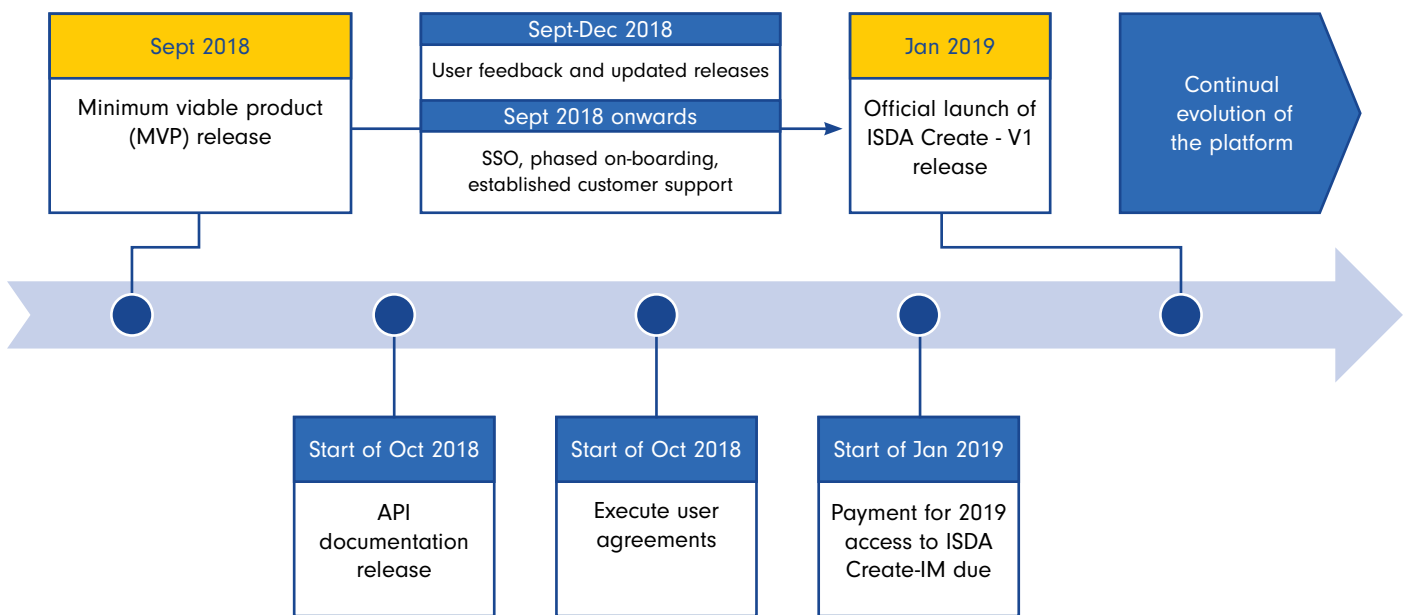 Sept 2018
Minimum viable product
(MVP) release
Sept-Dec 2018
User feedback and updated releases
Sept 2018 onwards
SSO, phased on-boarding,
established customer support
Jan 2019
Official launch of
ISDA Create - V1
release
Continual
evolution of
the platform
Start of Oct 2018
API
documentation
release
Start of Oct 2018
Execute user
agreements
Start of Jan 2019
Payment for 2019
access to ISDA
Create-IM due